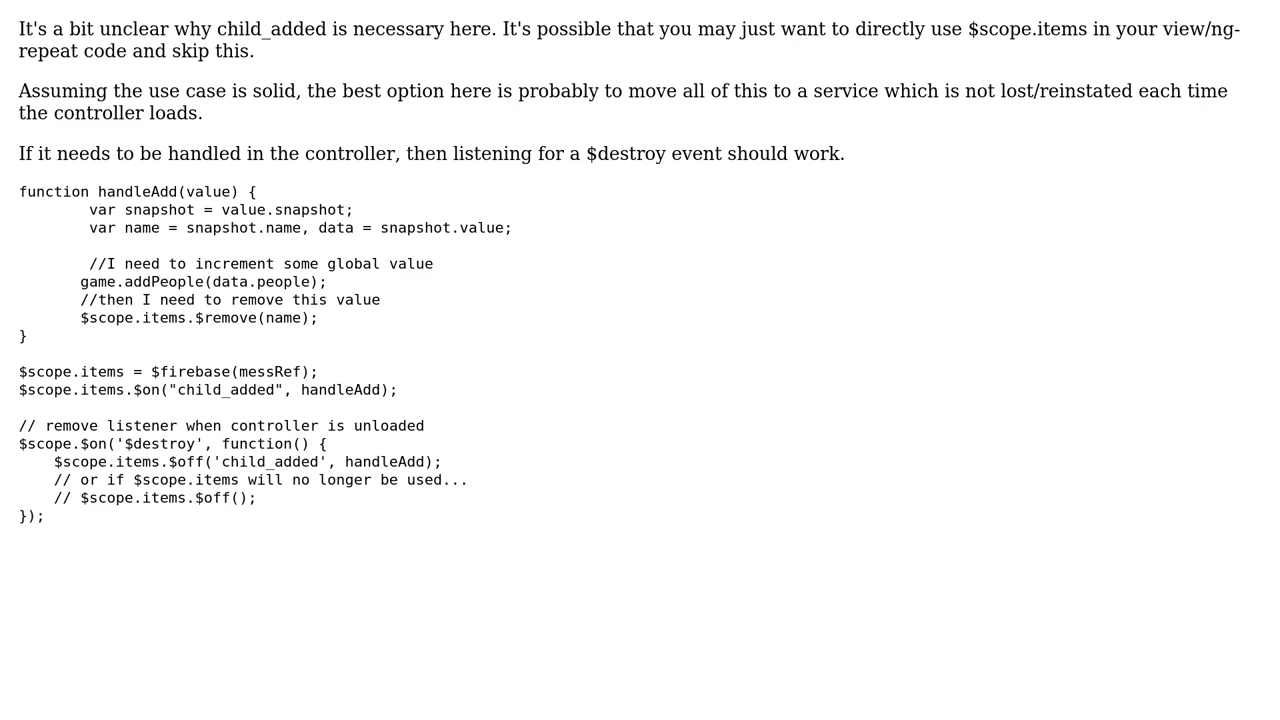 It's a bit unclear why child_added is necessary here. It's possible that you may just want to directly use $scope.items in your view/ng-
repeat code and skip this.
Assuming the use case is solid, the best option here is probably to move all of this to a service which is not lost/reinstated each time
the controller loads.
If it needs to be handled in the controller, then listening for a $destroy event should work.
function handleAdd(value) {
        var snapshot = value.snapshot;
        var name = snapshot.name, data = snapshot.value;

        //I need to increment some global value
       game.addPeople(data.people);
       //then I need to remove this value
       $scope.items.$remove(name);
}

$scope.items = $firebase(messRef);
$scope.items.$on("child_added", handleAdd);

// remove listener when controller is unloaded
$scope.$on('$destroy', function() {
    $scope.items.$off('child_added', handleAdd);
    // or if $scope.items will no longer be used...
    // $scope.items.$off();
});